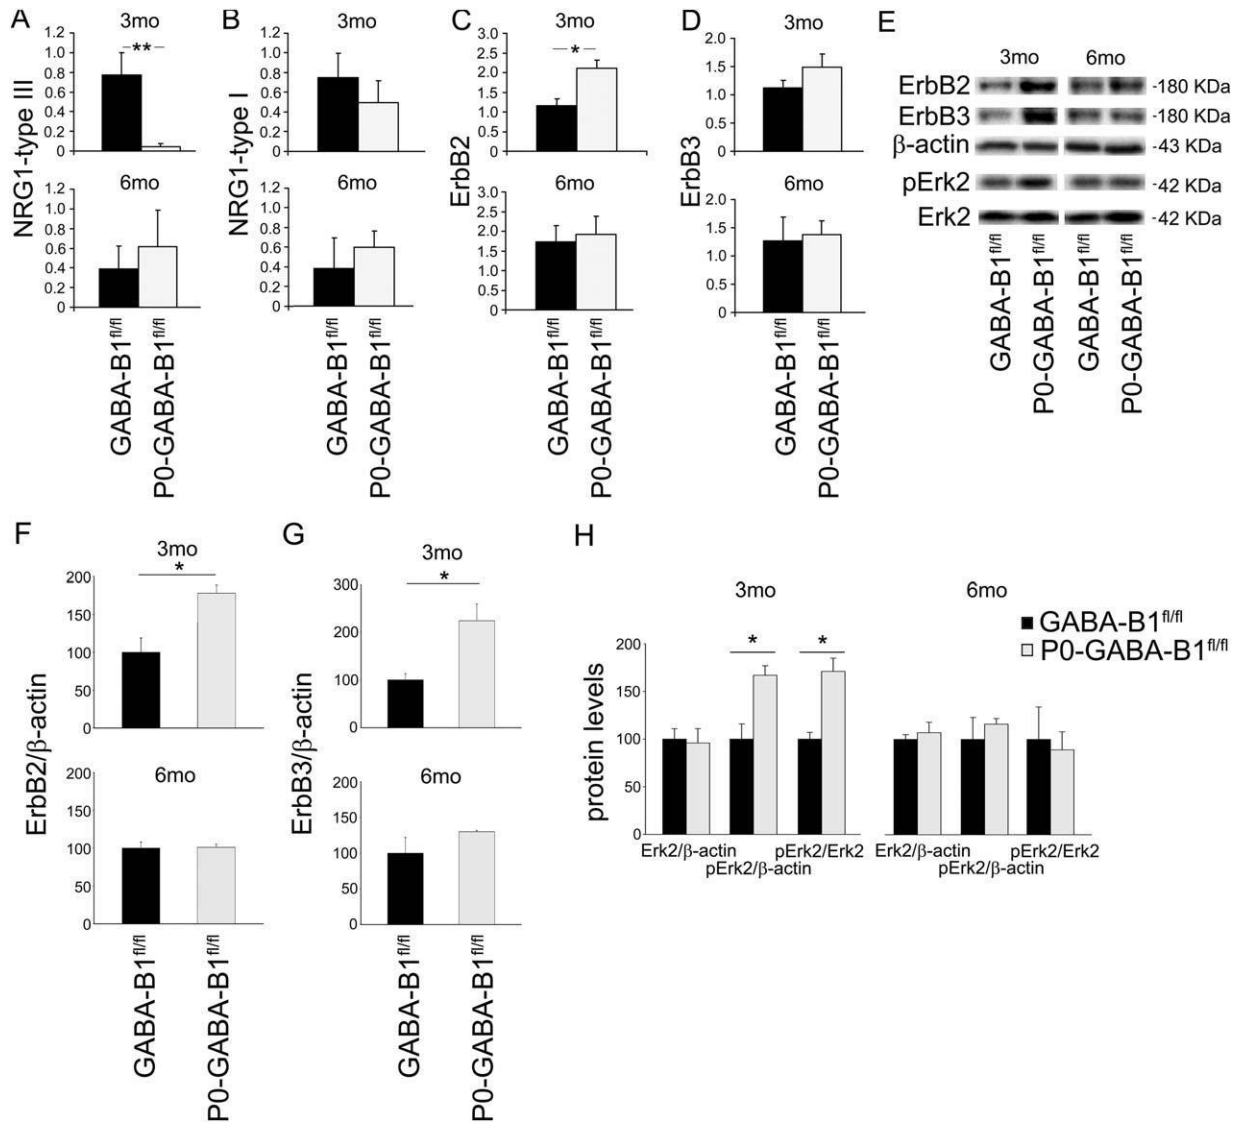 A
3mo
**
NRG1-type III
1.2
1.0
0.8
0.6
0.4
0.2
0
6mo
1.2
1.0
0.8
0.6
0.4
0.2
0
GABA-B1fl/fl
P0-GABA-B1fl/fl
B
3mo
NRG1-type I
1.2
1.0
0.8
0.6
0.4
0.2
0
6mo
1.2
1.0
0.8
0.6
0.4
0.2
0
GABA-B1fl/fl
P0-GABA-B1fl/fl
C
3mo
*
ErbB2
3.0
2.5
2.0
1.5
1.0
0.5
0
6mo
3.0
2.5
2.0
1.5
1.0
0.5
0.0
GABA-B1fl/fl
P0-GABA-B1fl/fl
D
3mo
ErbB3
2.0
1.5
1.0
0.5
0.0
6mo
2.0
1.5
1.0
0.5
0.0
GABA-B1fl/fl
P0-GABA-B1fl/fl
E
3mo 6mo
ErbB2 -180 KDa
ErbB3 -180 KDa
β-actin -43 KDa
pErk2 -42 KDa
Erk2 -42 KDa
GABA-B1fl/fl
P0-GABA-B1fl/fl
GABA-B1fl/fl
P0-GABA-B1fl/fl
F
3mo
*
ErbB2/β-actin
200
150
100
50
0
6mo
200
150
100
50
0
GABA-B1fl/fl
P0-GABA-B1fl/fl
G
3mo
*
ErbB3/β-actin
300
200
100
0
6mo
200
150
100
50
0
GABA-B1fl/fl
P0-GABA-B1fl/fl
H
3mo 6mo
GABA-B1fl/fl
P0-GABA-B1fl/fl
* *
protein levels
200
150
100
50
0
Erk2/β-actin pErk2/Erk2
pErk2/β-actin
Erk2/β-actin pErk2/Erk2
pErk2/β-actin